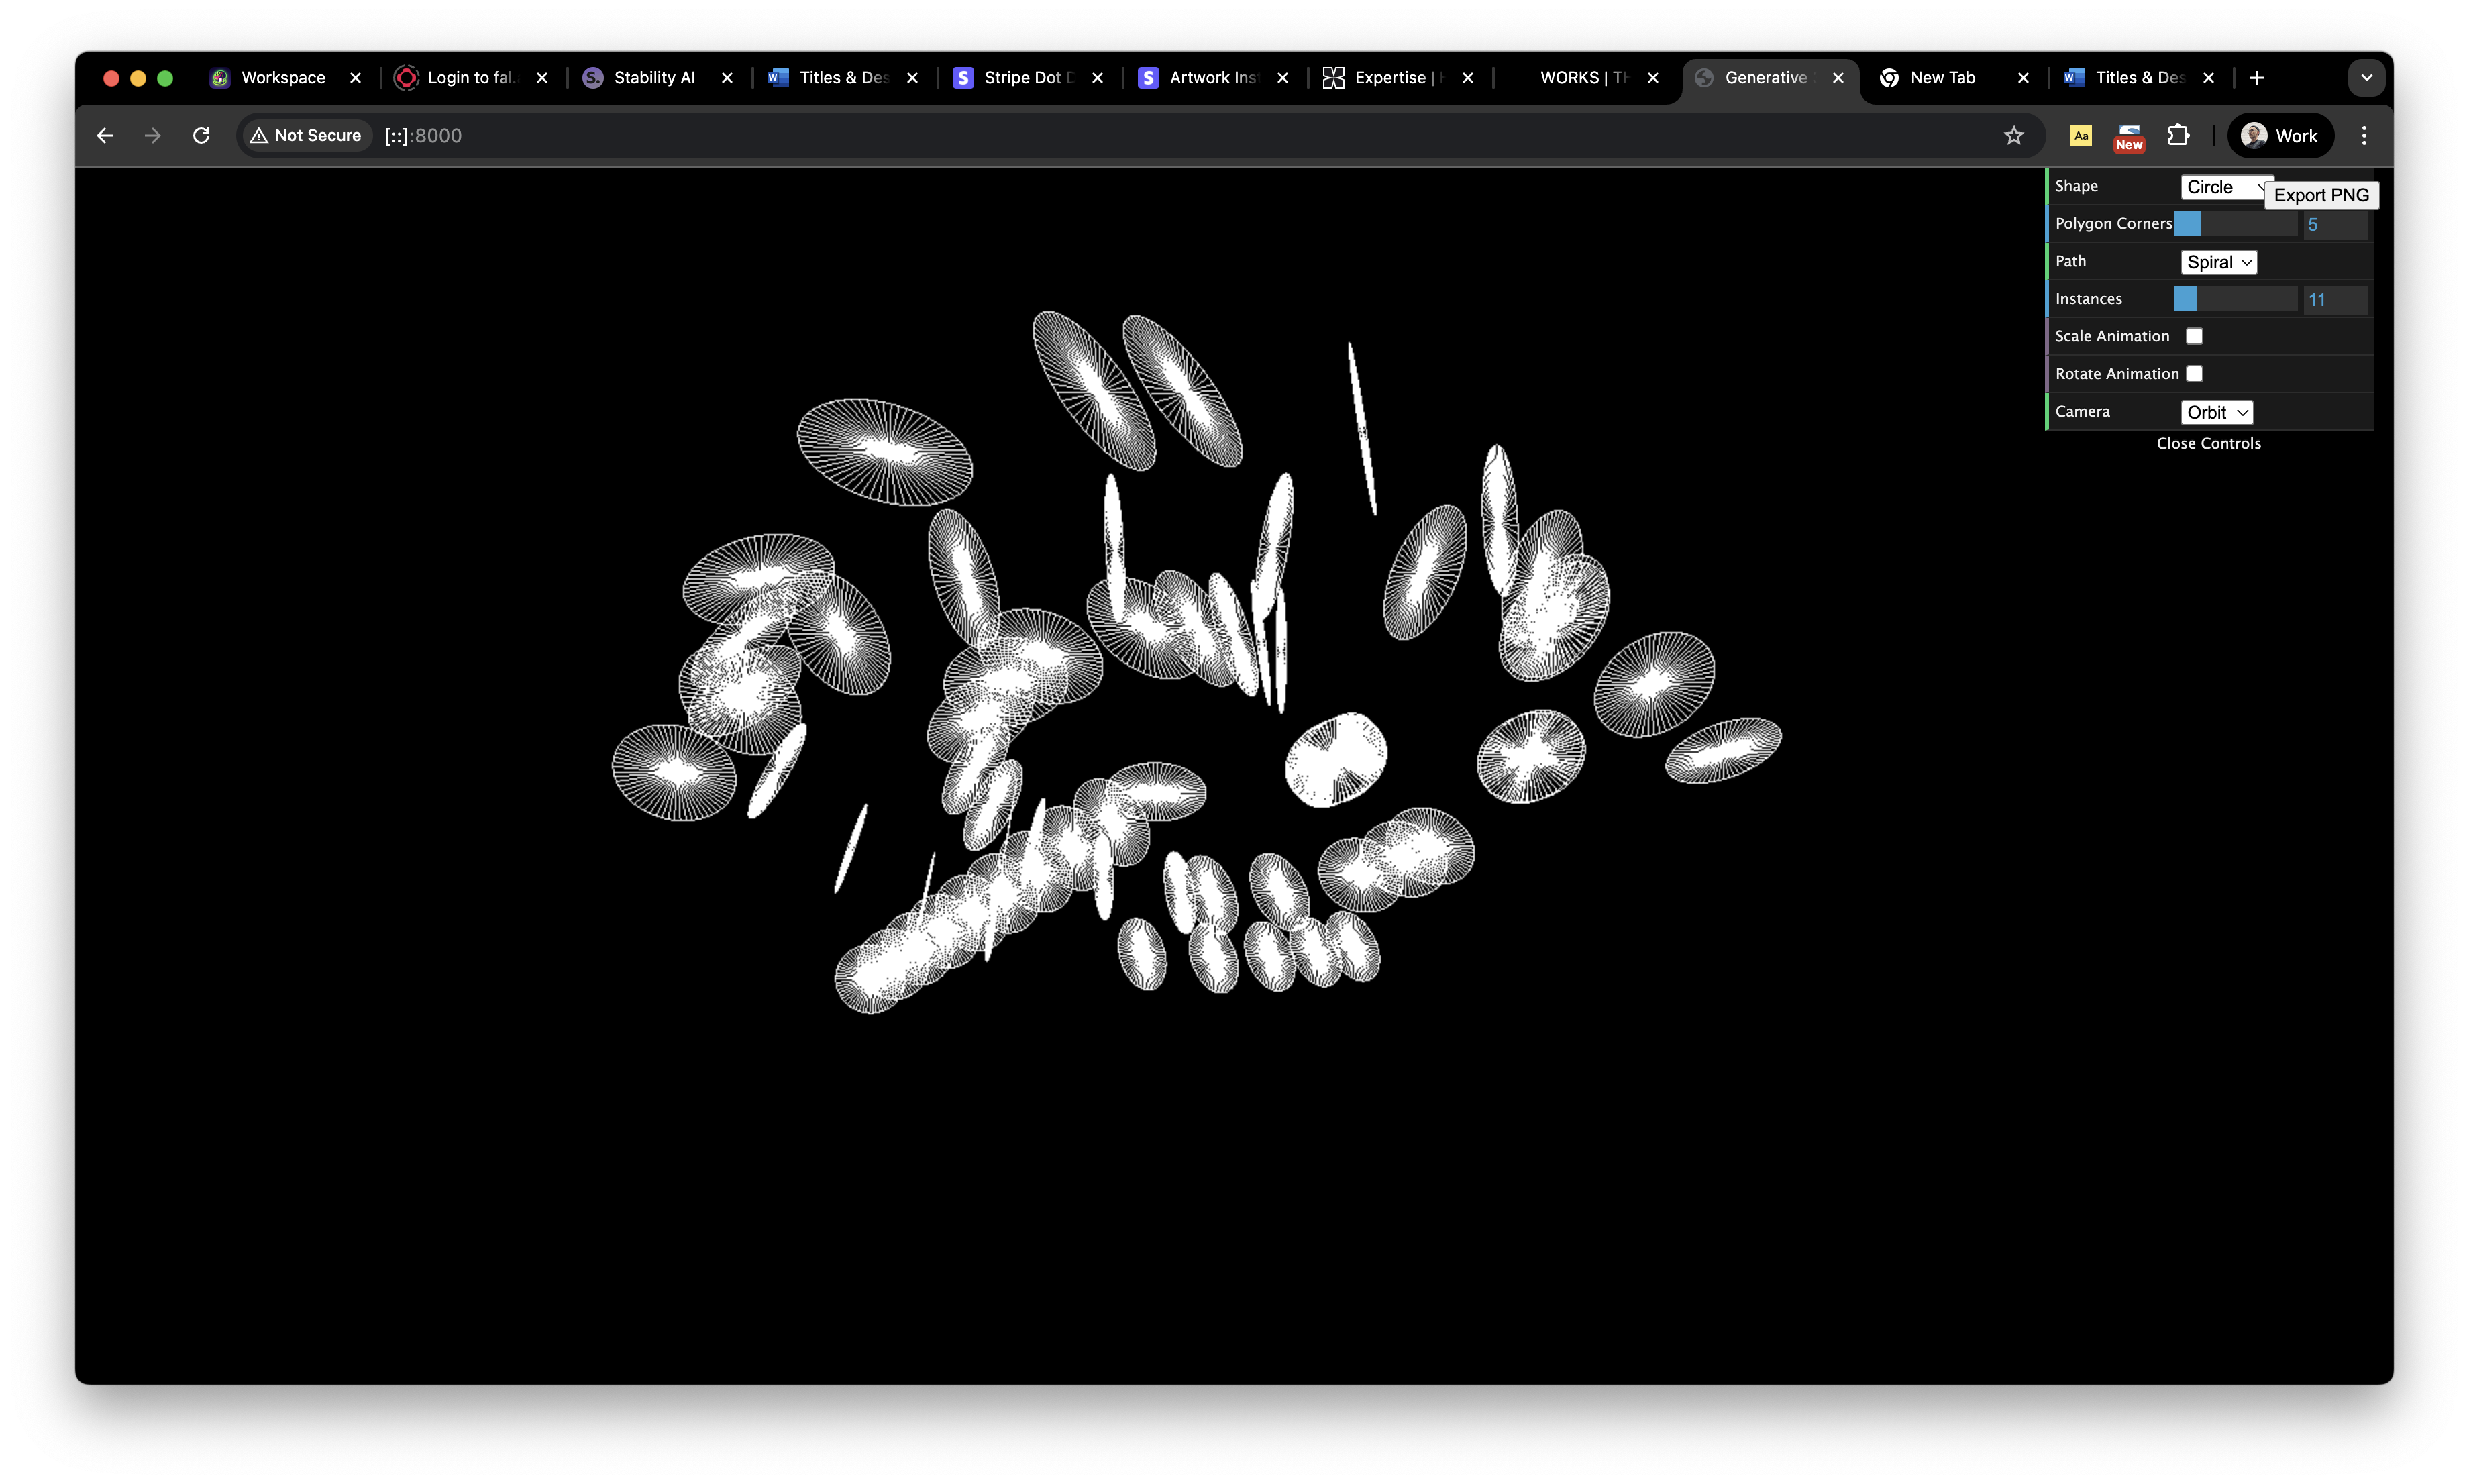 Workspace
Login to fal.
Stability AI
Titles & Des
Stripe Dot D
Artwork Inst
Expertise |
WORKS | TH
Generative
New Tab
Titles & Des
Not Secure
[::]:8000
Aa
New
Work
Shape
Circle
Export PNG
Polygon Corners
5
Path
Spiral
Instances
11
Scale Animation
Rotate Animation
Camera
Orbit
Close Controls